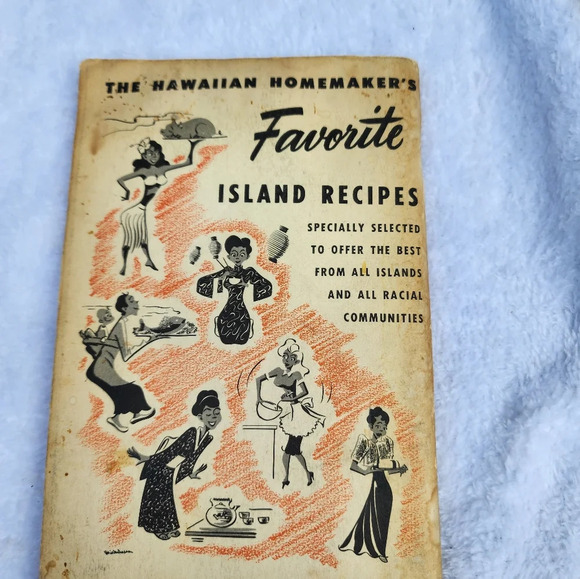 THE HAWAIIAN HOMEMAKER'S
Favorite
ISLAND RECIPES
SPECIALLY SELECTED
TO OFFER THE BEST
FROM ALL ISLANDS
AND ALL RACIAL
COMMUNITIES